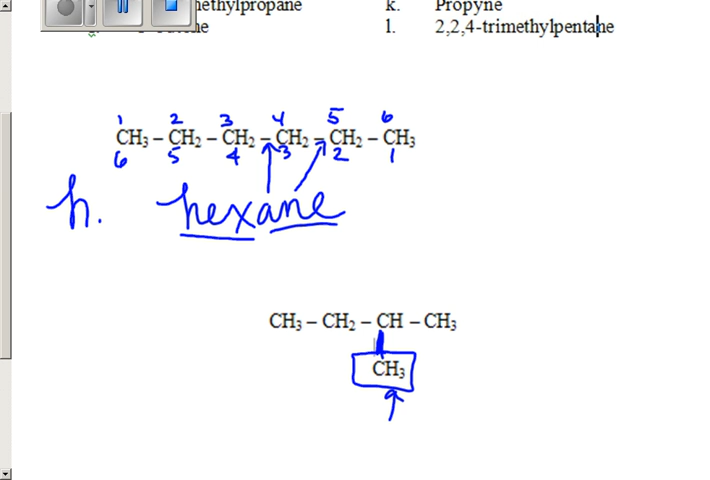 methylpropane k. Propyne
l. 2,2,4-trimethylpentane
1 2 3 4 5 6
CH₃ – CH₂ – CH₂ – CH₂ – CH₂ – CH₃
6 5 4 3 2 1
h. hexane
CH₃ – CH₂ – CH – CH₃
CH₃